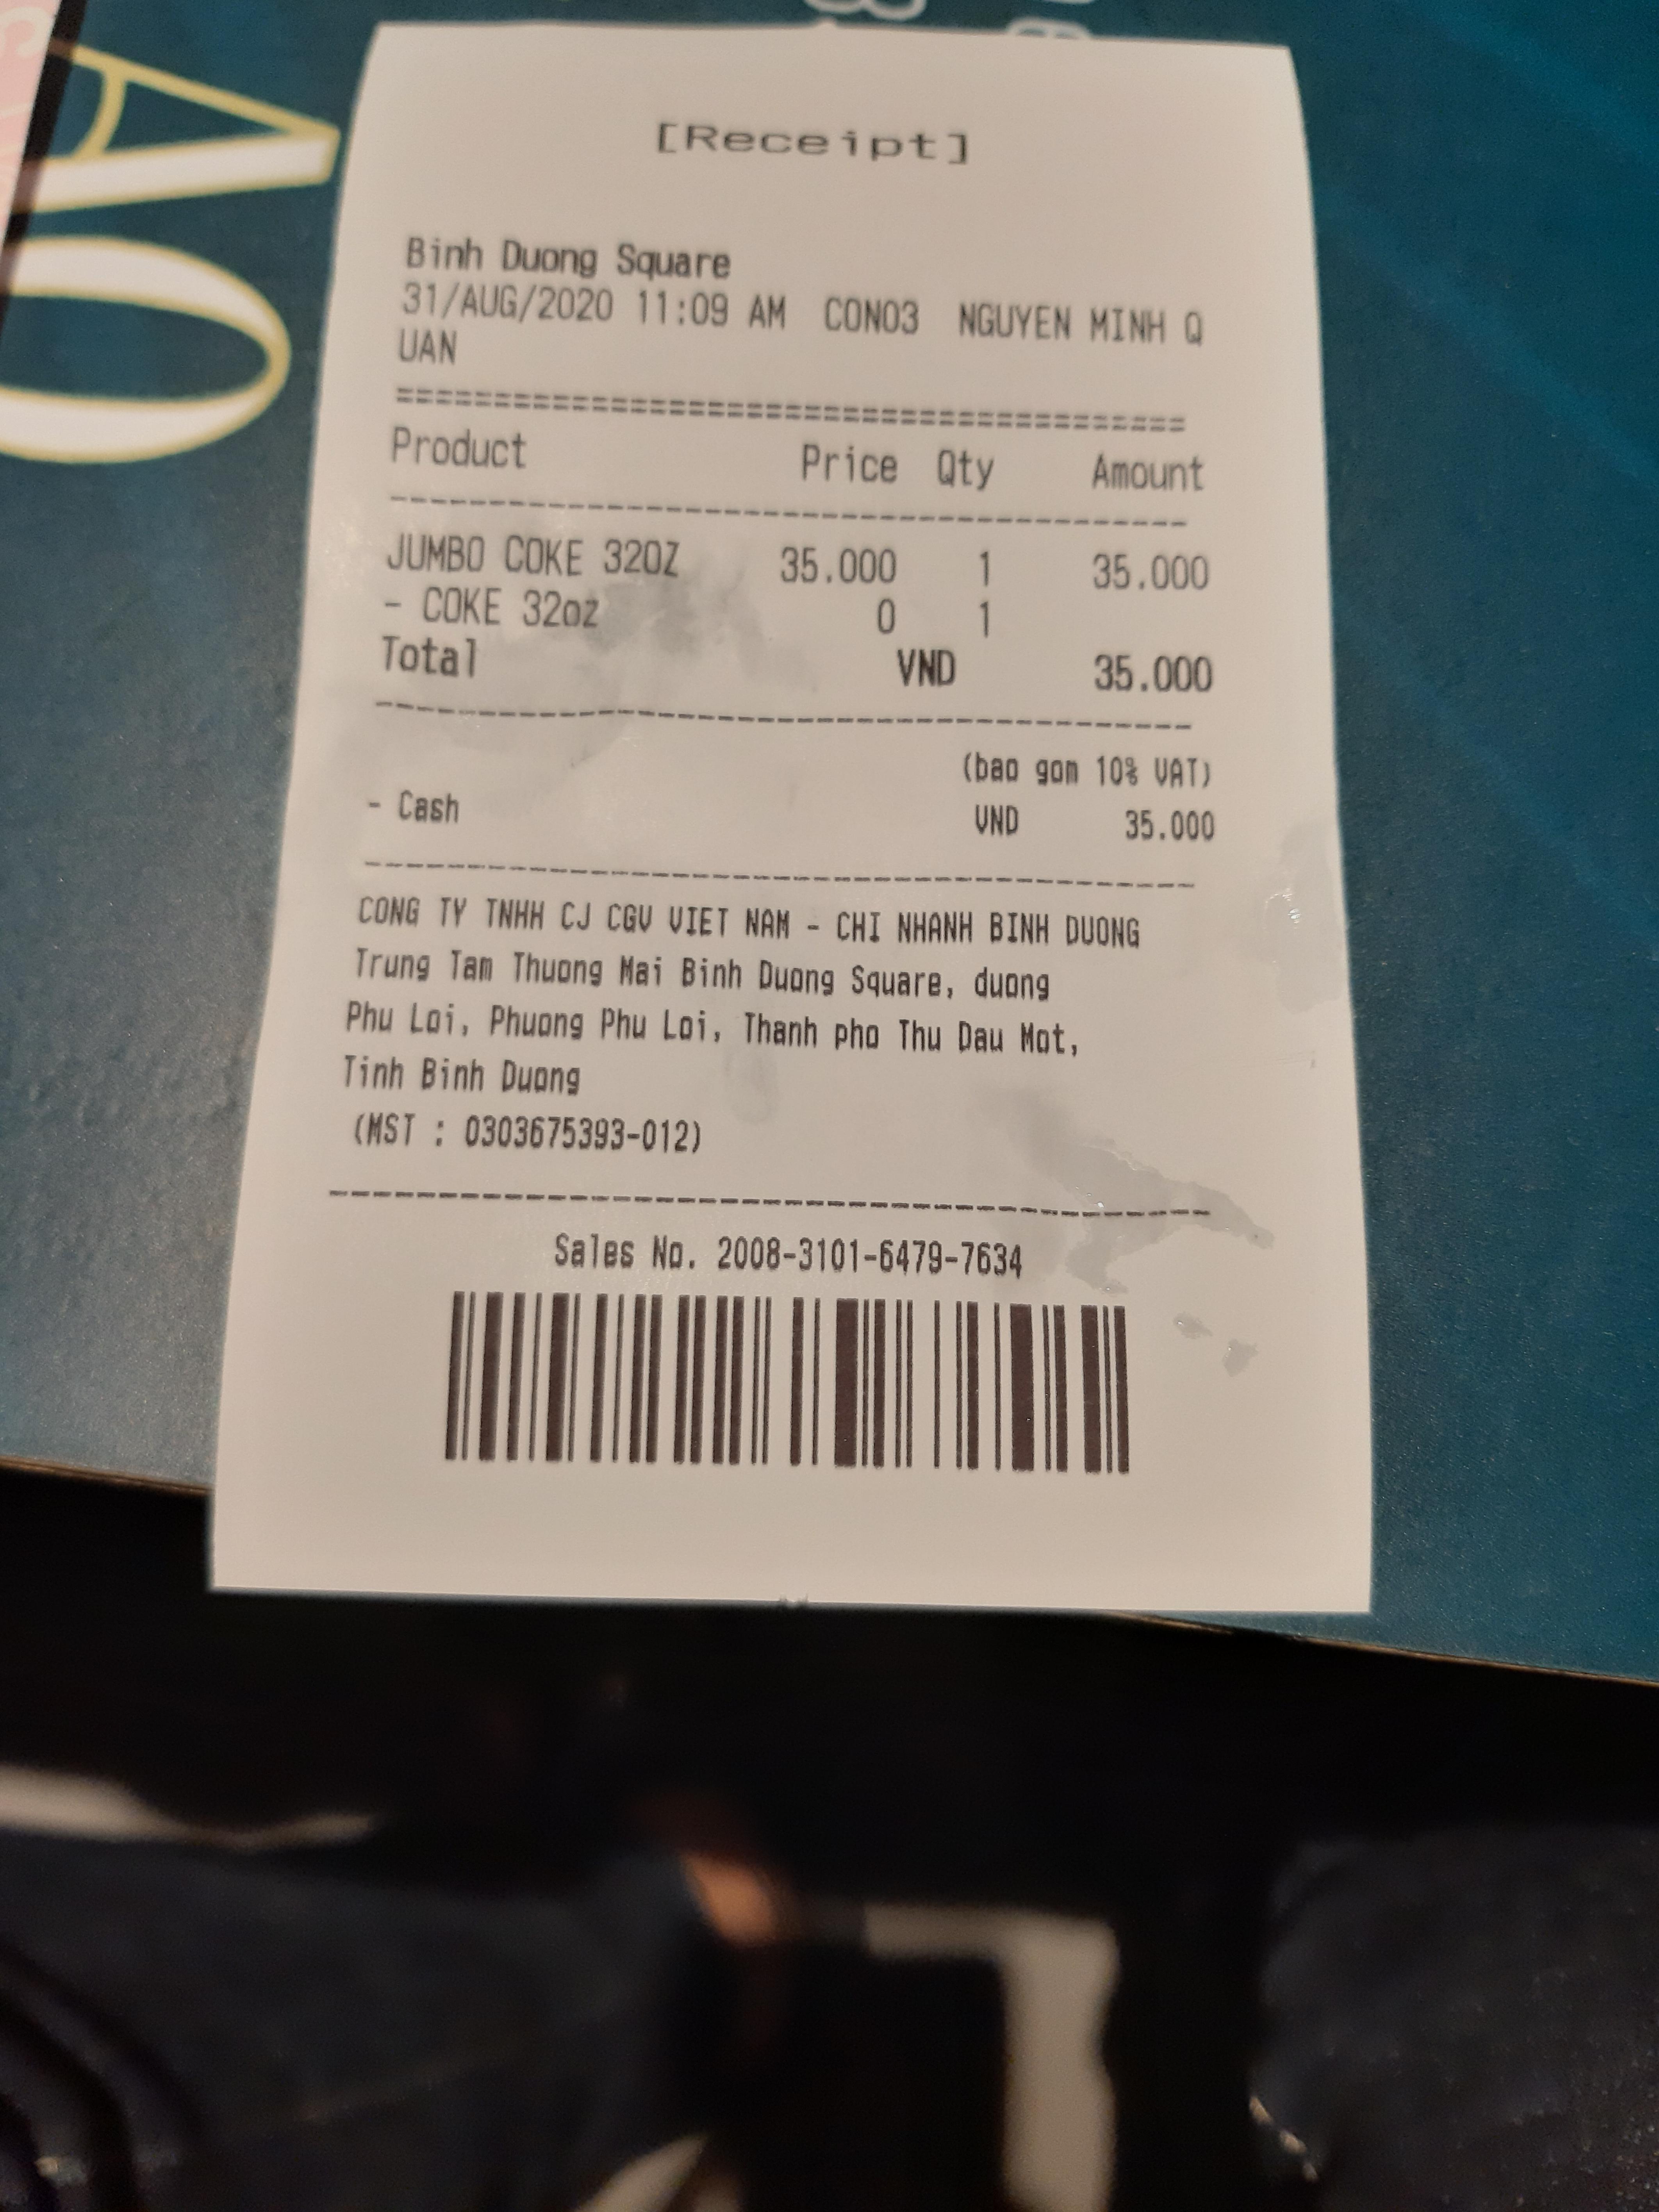 AO
[Receipt]
Binh Duong Square
31/AUG/2020 11:09 AM CON03 NGUYEN MINH Q
UAN
========================================
Product Price Qty Amount
----------------------------------------
JUMBO COKE 32OZ 35.000 1 35.000
- COKE 32oz 0 1
Total VND 35.000
----------------------------------------
(bao gom 10% VAT)
- Cash VND 35.000
----------------------------------------
CONG TY TNHH CJ CGV VIET NAM - CHI NHANH BINH DUONG
Trung Tam Thuong Mai Binh Duong Square, duong
Phu Loi, Phuong Phu Loi, Thanh pho Thu Dau Mot,
Tinh Binh Duong
(MST : 0303675393-012)
----------------------------------------
Sales No. 2008-3101-6479-7634